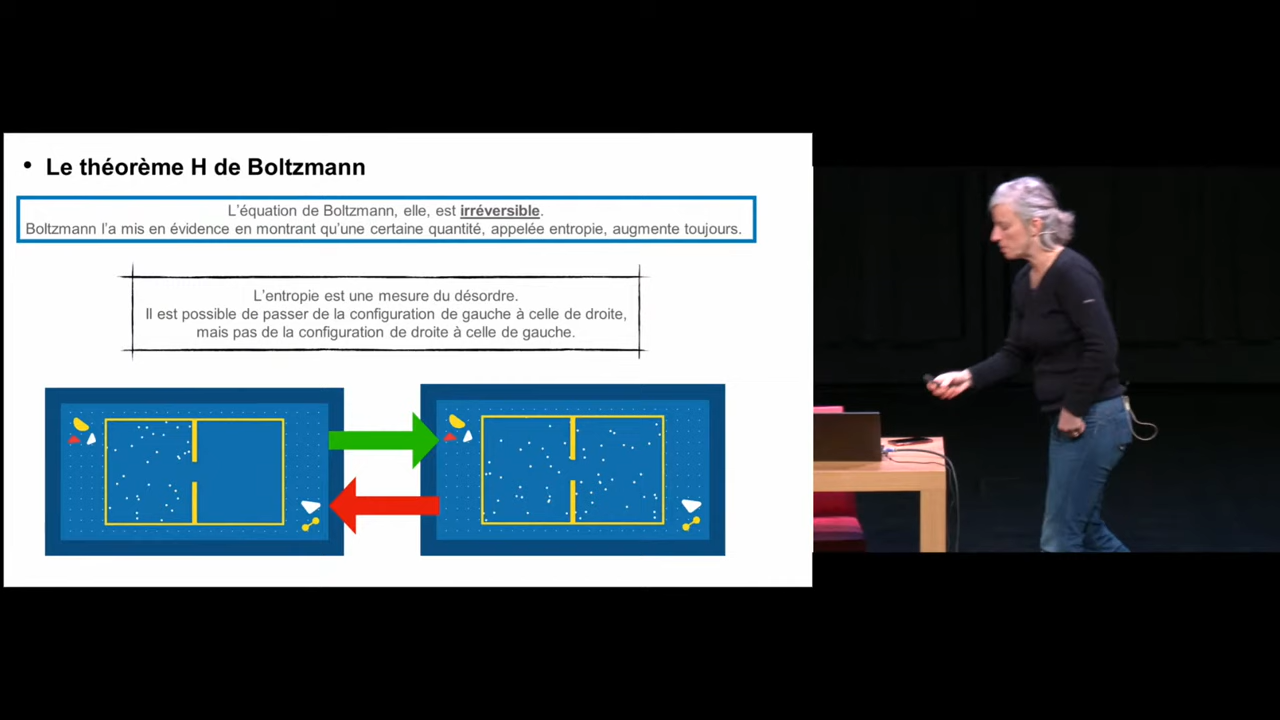 • Le théorème H de Boltzmann
L'équation de Boltzmann, elle, est irréversible.
Boltzmann l'a mis en évidence en montrant qu'une certaine quantité, appelée entropie, augmente toujours.
L'entropie est une mesure du désordre.
Il est possible de passer de la configuration de gauche à celle de droite,
mais pas de la configuration de droite à celle de gauche.